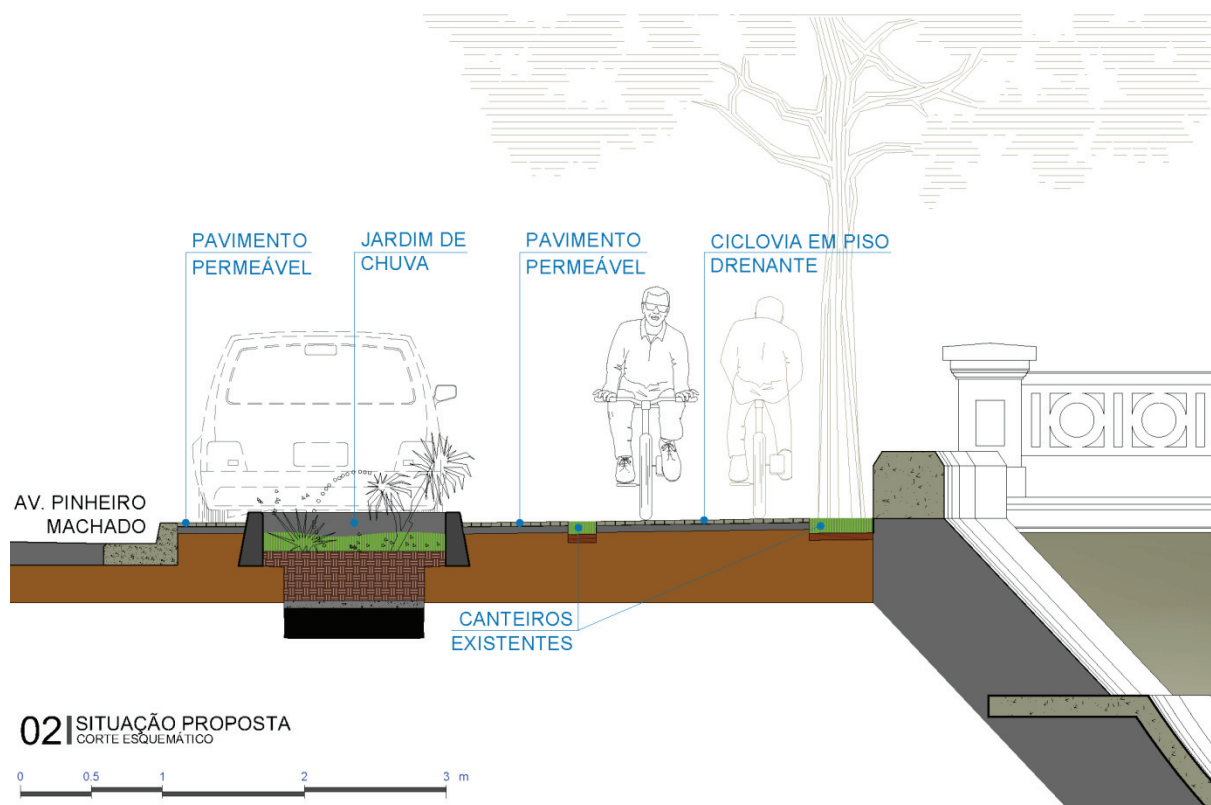 PAVIMENTO
PERMEÁVEL
JARDIM DE
CHUVA
PAVIMENTO
PERMEÁVEL
CICLOVIA EM PISO
DRENANTE
AV. PINHEIRO
MACHADO
CANTEIROS
EXISTENTES
02 SITUAÇÃO PROPOSTA
CORTE ESQUEMÁTICO
0 0.5 1 2 3 m